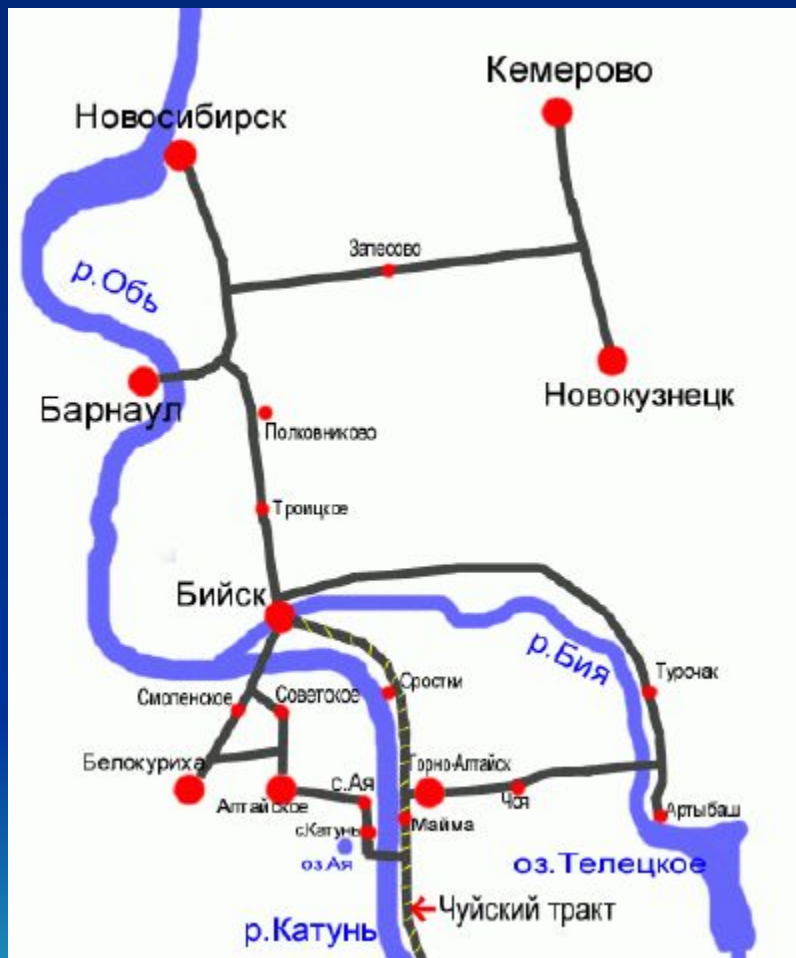 Кемерово
Новосибирск
Залесово
р.Обь
Новокузнецк
Барнаул
Полковниково
Троицкое
Бийск
р.Бия
Турочак
Сростки
Смоленское
Советское
Белокуриха
Горно-Алтайск
с.Ая
Алтайское
Чоя
Артыбаш
Майма
с.Катунь
оз.Ая
оз.Телецкое
Чуйский тракт
р.Катунь